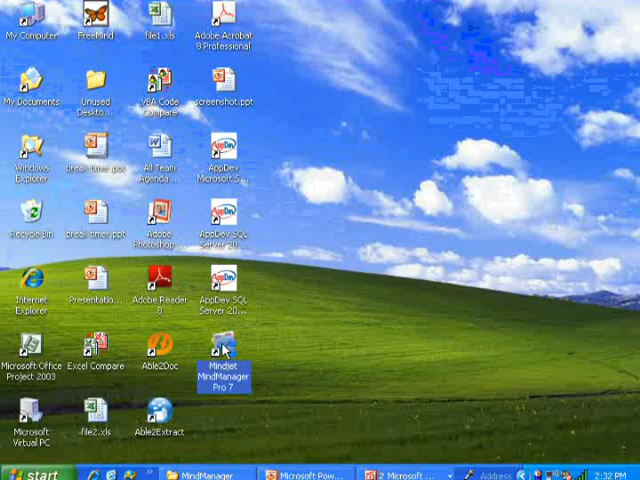 My Computer
FreeMind
file1.xls
Adobe Acrobat
8 Professional
My Documents
Unused
Deskto...
VBA Code
Compare
screenshot.ppt
Windows
Explorer
break timer.ppt
All Team
Agenda ...
AppDev
Microsoft S...
Recycle Bin
break timer.ppt
Adobe
Photoshop ...
AppDev SQL
Server 20...
Internet
Explorer
Presentatio...
Adobe Reader
8
AppDev SQL
Server 20...
Microsoft Office
Project 2003
Excel Compare
Able2Doc
Mindjet
MindManager
Pro 7
Microsoft
Virtual PC
file2.xls
Able2Extract
start
MindManager
Microsoft Pow...
2 Microsoft ...
Address
2:32 PM